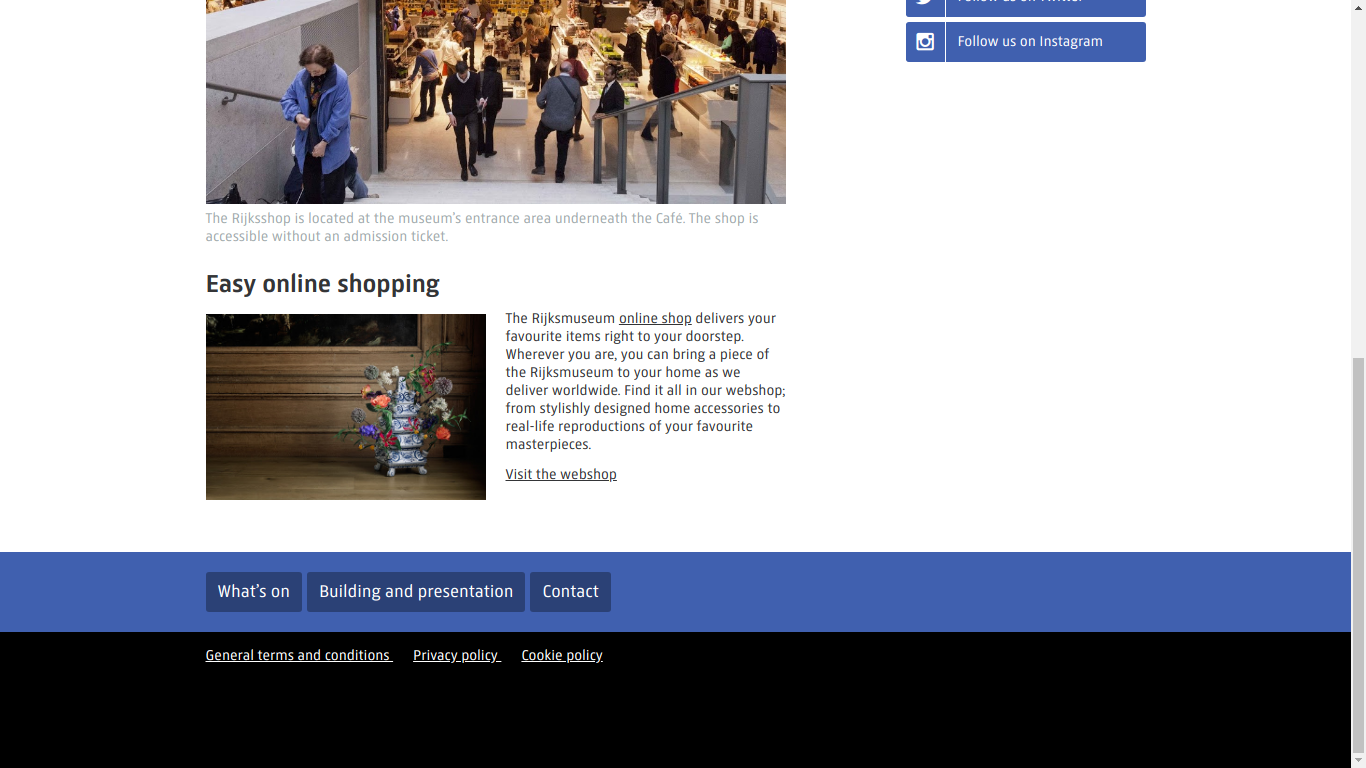 Follow us on Twitter
Follow us on Instagram
The Rijksshop is located at the museum's entrance area underneath the Café. The shop is
accessible without an admission ticket.
Easy online shopping
The Rijksmuseum online shop delivers your
favourite items right to your doorstep.
Wherever you are, you can bring a piece of
the Rijksmuseum to your home as we
deliver worldwide. Find it all in our webshop;
from stylishly designed home accessories to
real-life reproductions of your favourite
masterpieces.
Visit the webshop
What's on
Building and presentation
Contact
General terms and conditions
Privacy policy
Cookie policy